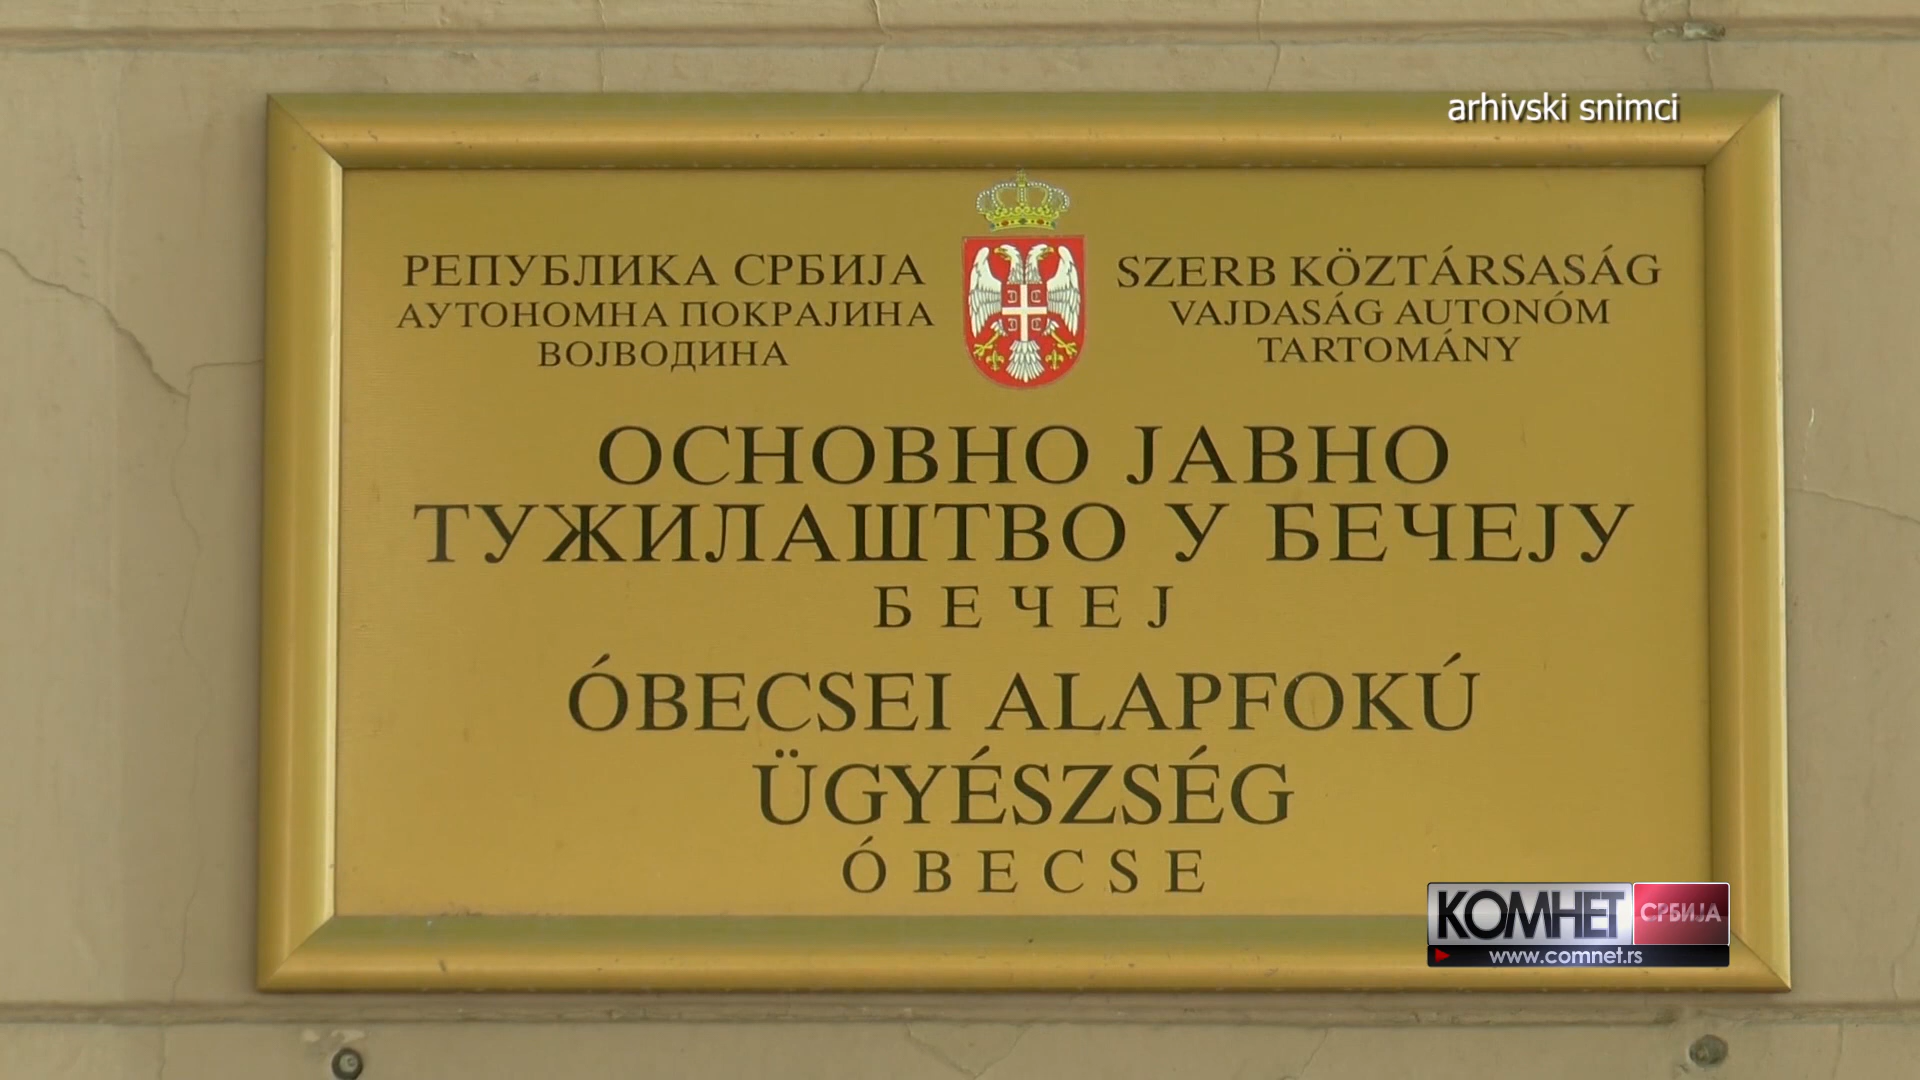 arhivski snimci
РЕПУБЛИКА СРБИЈА
АУТОНОМНА ПОКРАЈИНА
ВОЈВОДИНА
SZERB KÖZTÁRSASÁG
VAJDASÁG AUTONÓM
TARTOMÁNY
ОСНОВНО ЈАВНО
ТУЖИЛАШТВО У БЕЧЕЈУ
БЕЧЕЈ
ÓBECSEI ALAPFOKÚ
ÜGYÉSZSÉG
ÓBECSE
КОМНЕТ СРБИЈА
www.comnet.rs